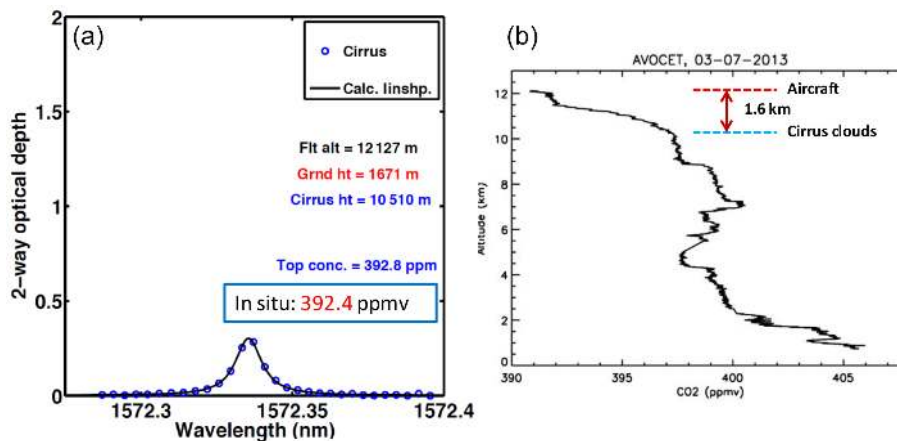 (a)
2
1.5
1
0.5
0
2-way optical depth
Cirrus
Calc. linshp.
Flt alt = 12 127 m
Grnd ht = 1671 m
Cirrus ht = 10 510 m
Top conc. = 392.8 ppm
In situ: 392.4 ppmv
1572.3 1572.35 1572.4
Wavelength (nm)
(b)
AVOCET, 03-07-2013
12
10
8
6
4
2
0
Altitude (km)
Aircraft
1.6 km
Cirrus clouds
390 395 400 405
CO2 (ppmv)